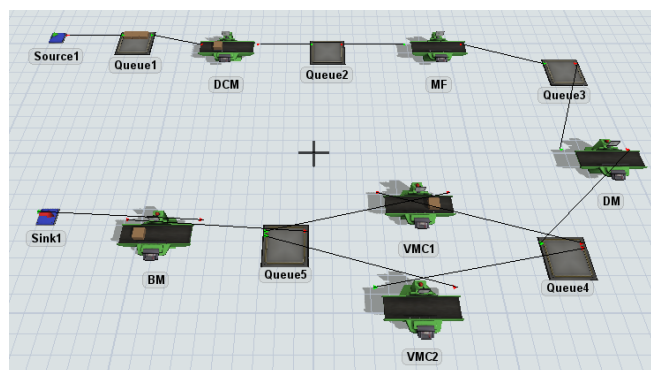 Source1
Queue1
DCM
Queue2
MF
Queue3
DM
Sink1
BM
Queue5
VMC1
Queue4
VMC2